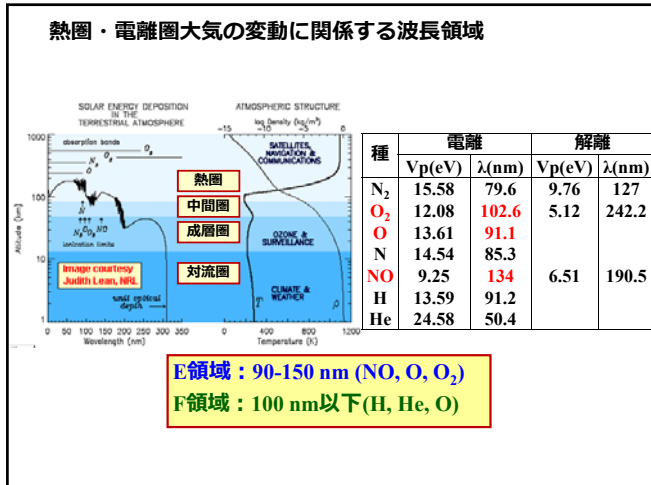 熱圏・電離圏大気の変動に関係する波長領域
SOLAR ENERGY DEPOSITION
IN THE
TERRESTRIAL ATMOSPHERE
ATMOSPHERIC STRUCTURE
log Density (kg/m³)
-15 -10 -5 0
1000
100
10
1
Altitude (km)
absorption bands
O₃
N₂
O₂
O
N
N₂ O O₂ NO
ionization limits
unit optical
depth
SATELLITES,
NAVIGATION &
COMMUNICATIONS
OZONE &
SURVEILLANCE
CLIMATE &
WEATHER
T
ρ
熱圏
中間圏
成層圏
対流圏
Image courtesy
Judith Lean, NRL
0 50 100 150 200 250 300 350
Wavelength (nm)
0 400 800 1200
Temperature (K)
種 電離 解離
Vp(eV) λ(nm) Vp(eV) λ(nm)
N₂ 15.58 79.6 9.76 127
O₂ 12.08 102.6 5.12 242.2
O 13.61 91.1
N 14.54 85.3
NO 9.25 134 6.51 190.5
H 13.59 91.2
He 24.58 50.4
E領域：90-150 nm (NO, O, O₂)
F領域：100 nm以下(H, He, O)